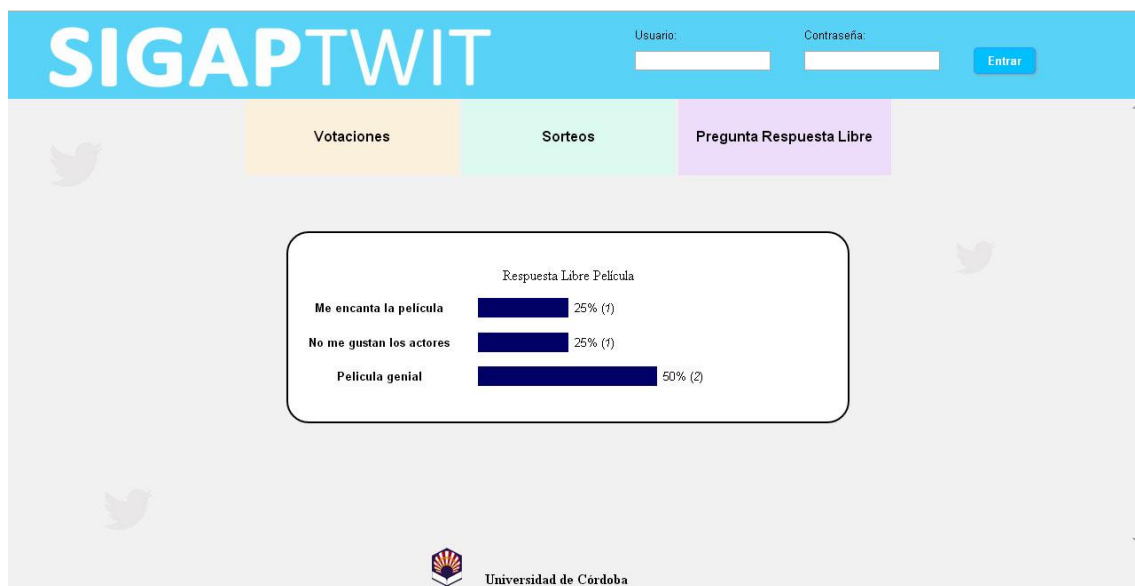 SIGAPTWIT
Usuario: Contraseña:
Entrar
Votaciones Sorteos Pregunta Respuesta Libre
Respuesta Libre Película
Me encanta la película 25% (1)
No me gustan los actores 25% (1)
Pelicula genial 50% (2)
Universidad de Córdoba